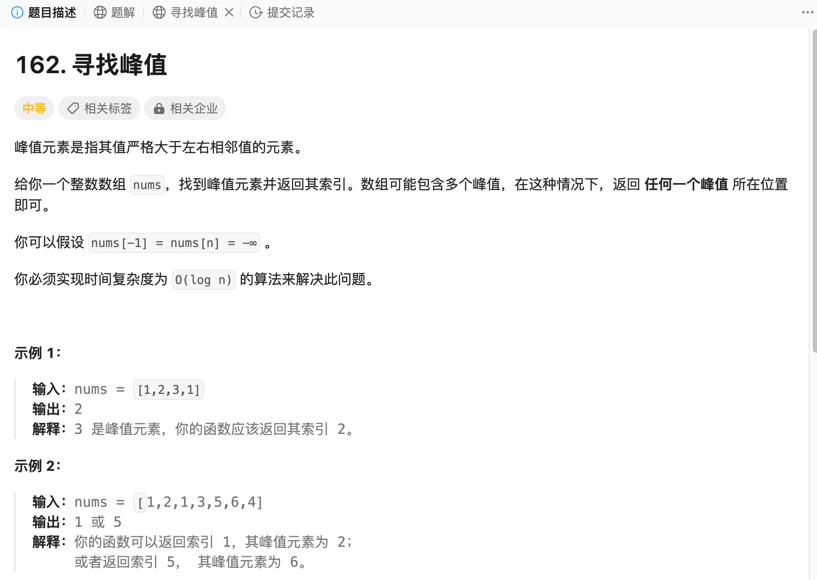 题目描述 题解 寻找峰值 提交记录
162. 寻找峰值
中等 相关标签 相关企业
峰值元素是指其值严格大于左右相邻值的元素。
给你一个整数数组 nums，找到峰值元素并返回其索引。数组可能包含多个峰值，在这种情况下，返回 任何一个峰值 所在位置
即可。
你可以假设 nums[-1] = nums[n] = -∞ 。
你必须实现时间复杂度为 O(log n) 的算法来解决此问题。
示例 1：
输入：nums = [1,2,3,1]
输出：2
解释：3 是峰值元素，你的函数应该返回其索引 2。
示例 2：
输入：nums = [1,2,1,3,5,6,4]
输出：1 或 5
解释：你的函数可以返回索引 1，其峰值元素为 2；
或者返回索引 5， 其峰值元素为 6。